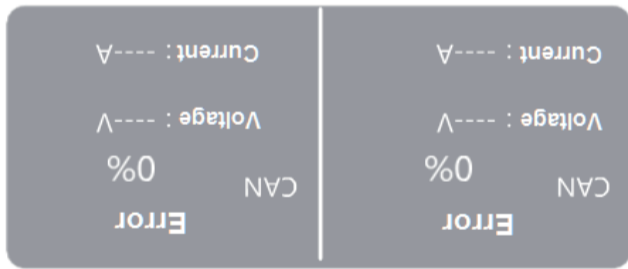 Error
CAN 0%
Voltage : ----V
Current : ----A
Error
CAN 0%
Voltage : ----V
Current : ----A